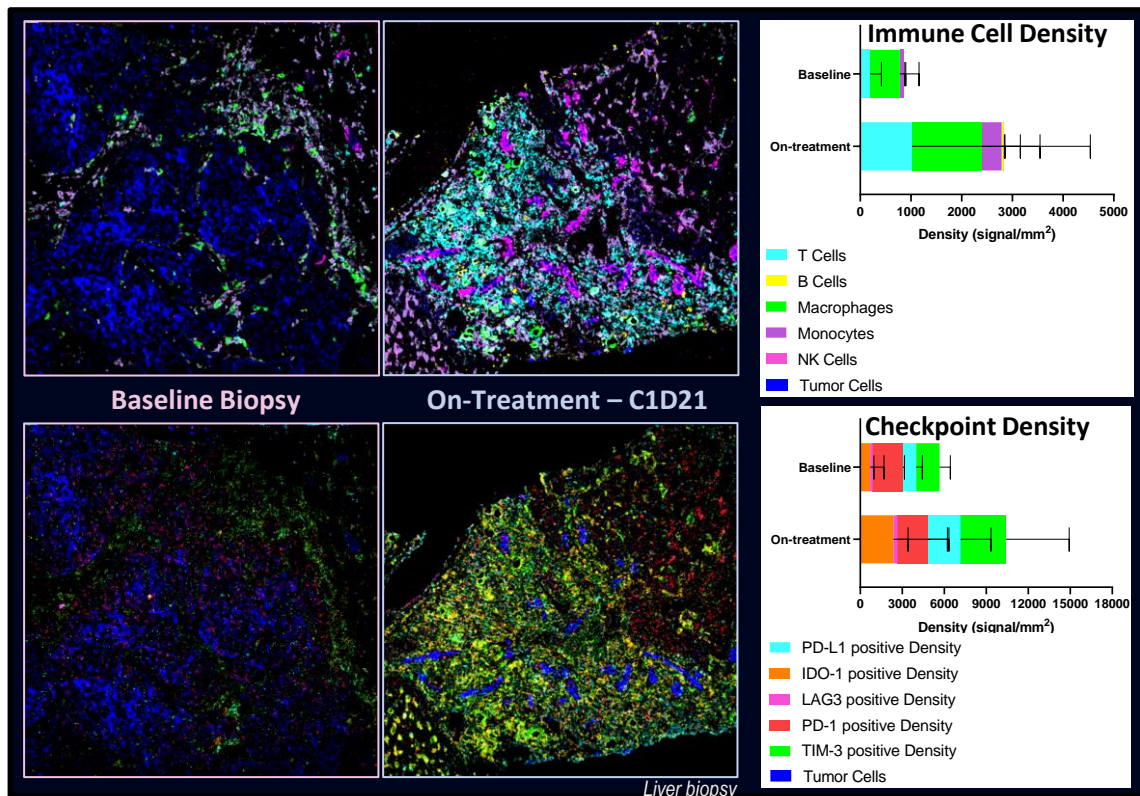 Baseline Biopsy
On-Treatment – C1D21
Liver biopsy
Immune Cell Density
Baseline
On-treatment
0 1000 2000 3000 4000 5000
Density (signal/mm²)
T Cells
B Cells
Macrophages
Monocytes
NK Cells
Tumor Cells
Checkpoint Density
Baseline
On-treatment
0 3000 6000 9000 12000 15000 18000
Density (signal/mm²)
PD-L1 positive Density
IDO-1 positive Density
LAG3 positive Density
PD-1 positive Density
TIM-3 positive Density
Tumor Cells